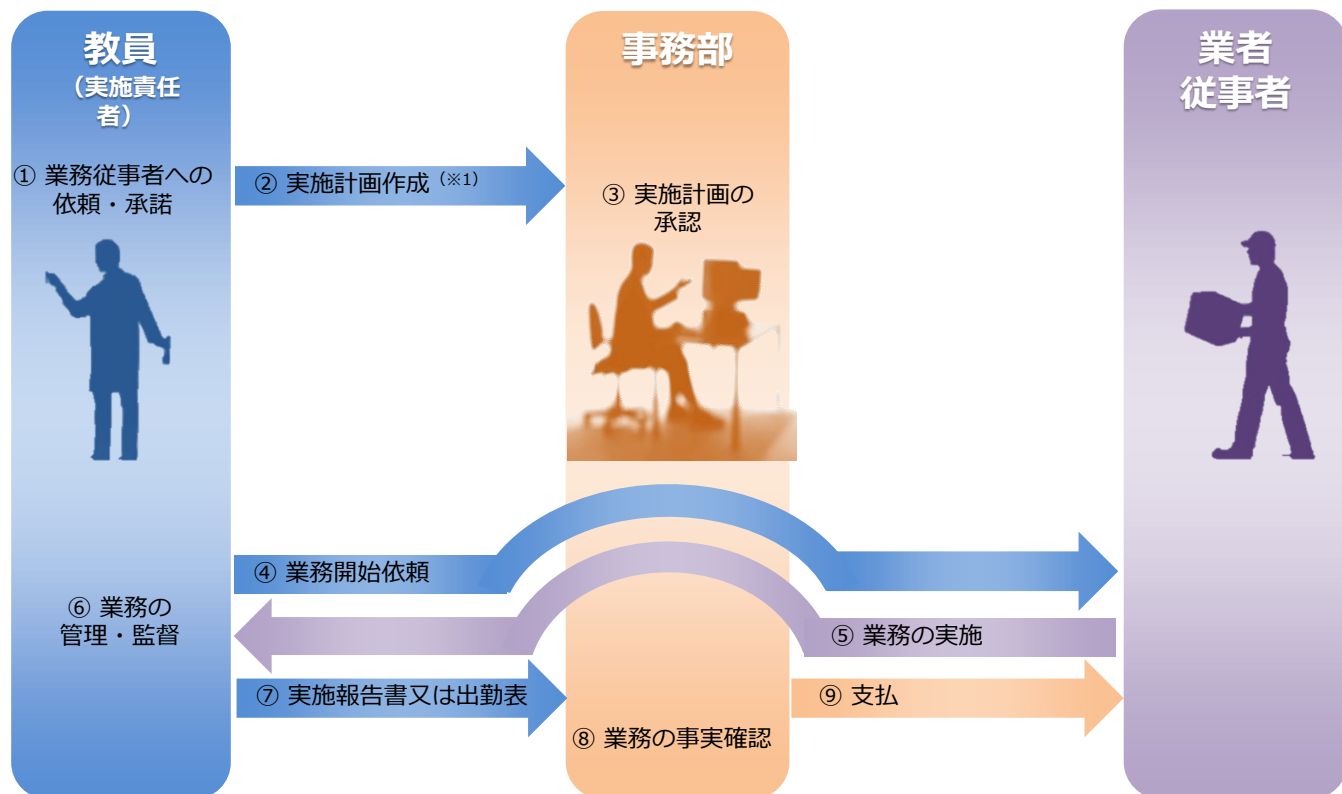 教員
（実施責任
者）
事務部
業者
従事者
① 業務従事者への
依頼・承諾
② 実施計画作成（※1）
③ 実施計画の
承認
④ 業務開始依頼
⑤ 業務の実施
⑥ 業務の
管理・監督
⑦ 実施報告書又は出勤表
⑧ 業務の事実確認
⑨ 支払